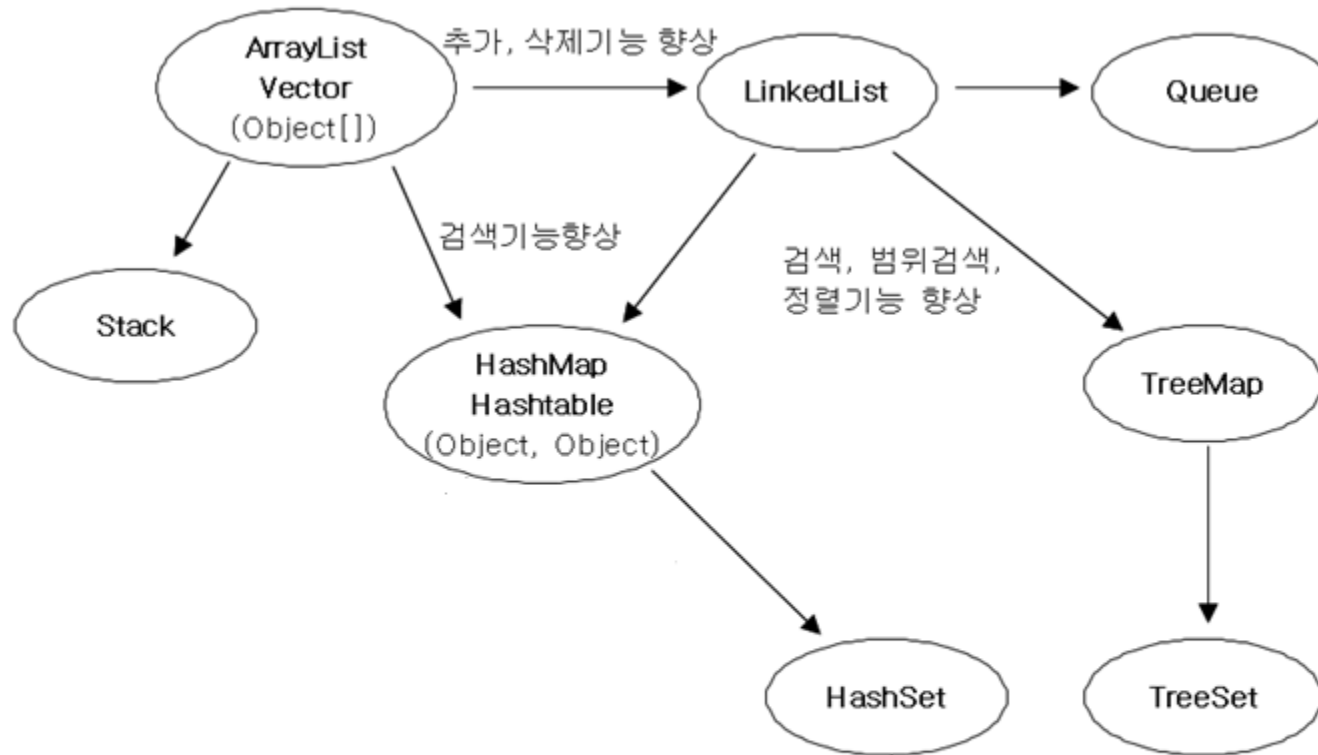 ArrayList
Vector
(Object[])
추가, 삭제기능 향상
LinkedList
Queue
검색기능향상
검색, 범위검색,
정렬기능 향상
Stack
HashMap
Hashtable
(Object, Object)
TreeMap
HashSet
TreeSet